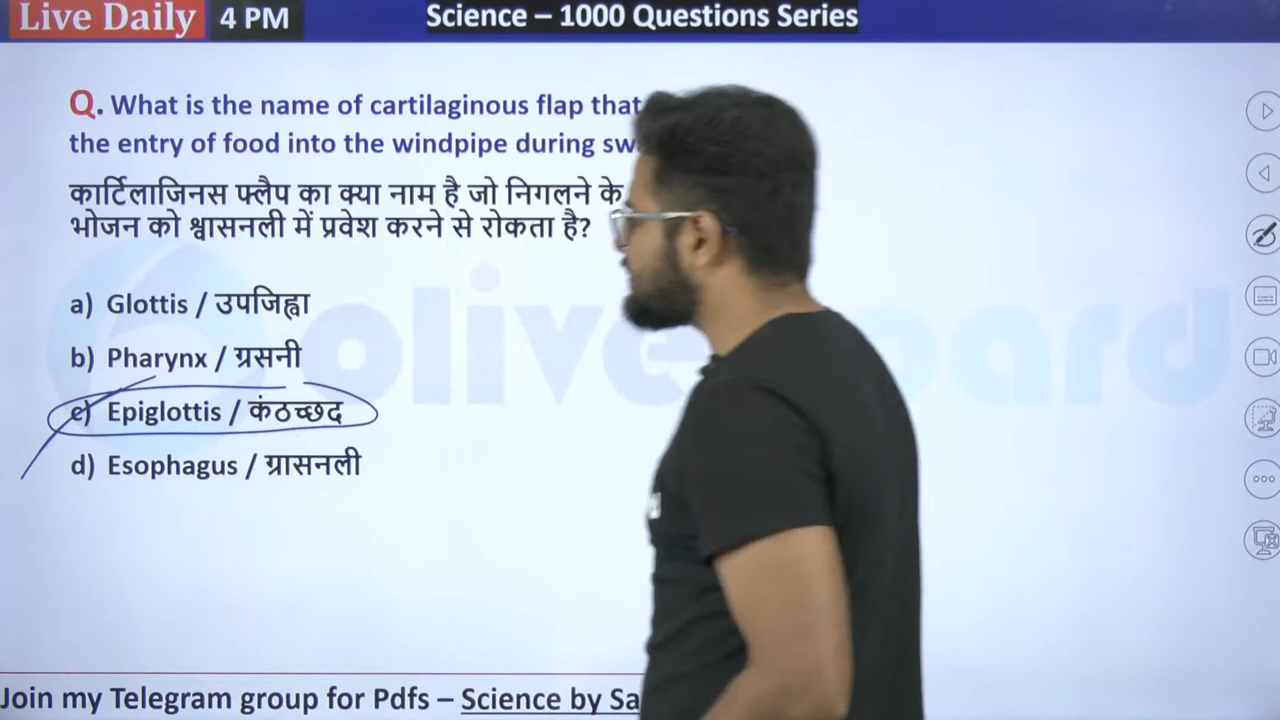 Live Daily 4 PM Science – 1000 Questions Series
Q. What is the name of cartilaginous flap that
the entry of food into the windpipe during sw
कार्टिलाजिनस फ्लैप का क्या नाम है जो निगलने के
भोजन को श्वासनली में प्रवेश करने से रोकता है?
a) Glottis / उपजिह्वा
b) Pharynx / ग्रसनी
c) Epiglottis / कंठच्छद
d) Esophagus / ग्रासनली
Join my Telegram group for Pdfs – Science by Sa